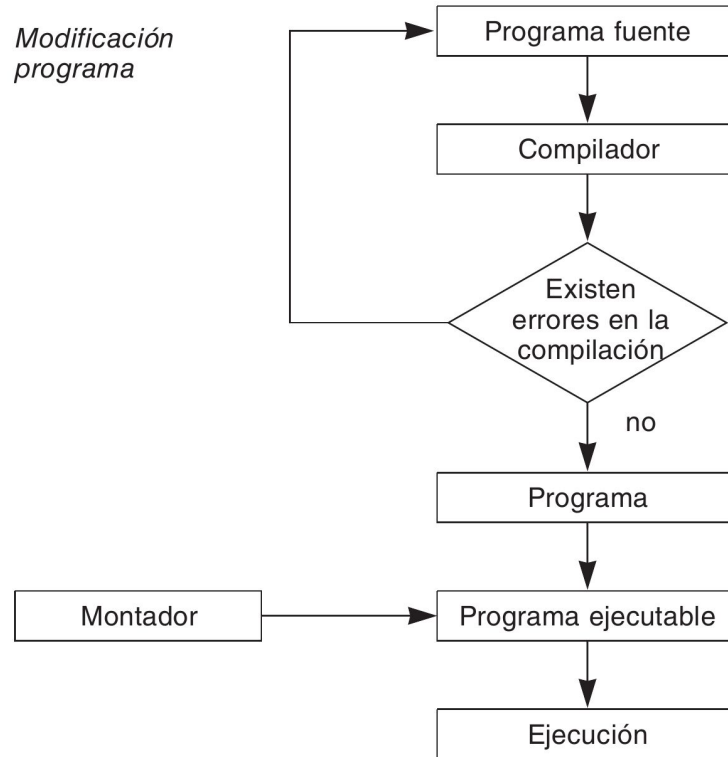 Modificación
programa
Programa fuente
Compilador
Existen
errores en la
compilación
no
Programa
Montador
Programa ejecutable
Ejecución